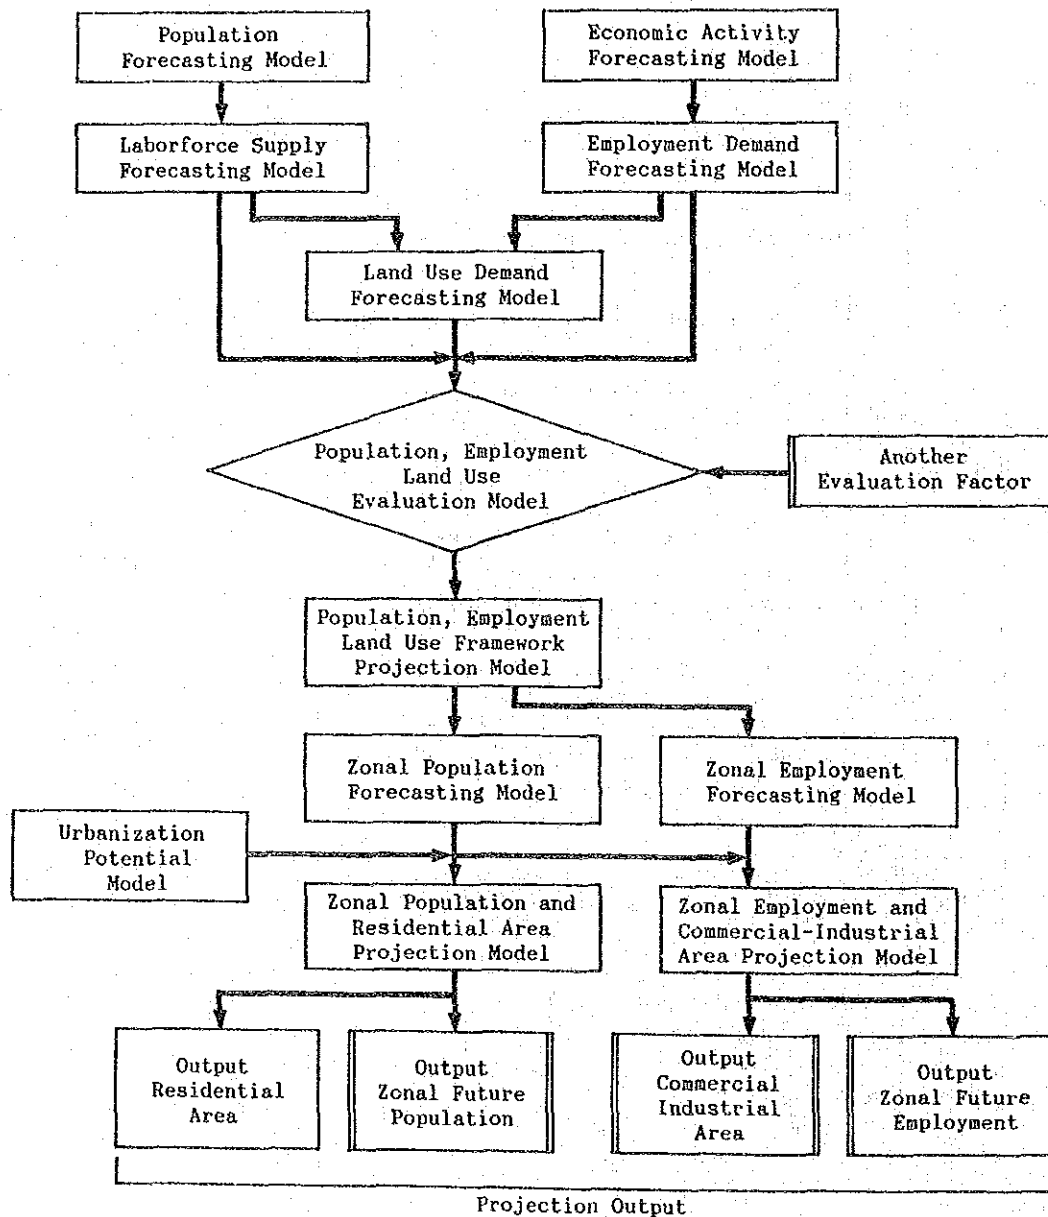 Population
Forecasting Model
Economic Activity
Forecasting Model
Laborforce Supply
Forecasting Model
Employment Demand
Forecasting Model
Land Use Demand
Forecasting Model
Population, Employment
Land Use
Evaluation Model
Another
Evaluation Factor
Population, Employment
Land Use Framework
Projection Model
Zonal Population
Forecasting Model
Zonal Employment
Forecasting Model
Urbanization
Potential
Model
Zonal Population and
Residential Area
Projection Model
Zonal Employment and
Commercial-Industrial
Area Projection Model
Output
Residential
Area
Output
Zonal Future
Population
Output
Commercial
Industrial
Area
Output
Zonal Future
Employment
Projection Output